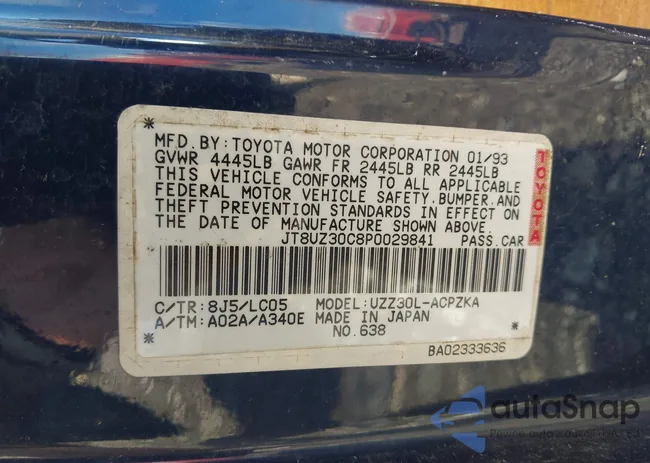 MFD.BY:TOYOTA MOTOR CORPORATION 01/93
GVWR 4445LB GAWR FR 2445LB RR 2445LB
THIS VEHICLE CONFORMS TO ALL APPLICABLE
FEDERAL MOTOR VEHICLE SAFETY.BUMPER.AND
THEFT PREVENTION STANDARDS IN EFFECT ON
THE DATE OF MANUFACTURE SHOWN ABOVE.
JT8UZ30C8P0029841 PASS.CAR
TOYOTA
C/TR:8J5/LC05 MODEL:UZZ30L-ACPZKA
A/TM:A02A/A340E MADE IN JAPAN
NO.638
BA02333636
autoSnap
Pewne auta z aukcji